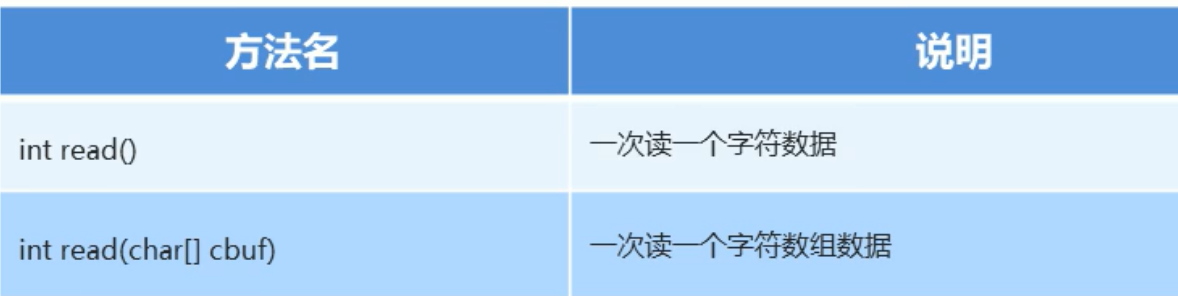 方法名 说明
int read() 一次读一个字符数据
int read(char[] cbuf) 一次读一个字符数组数据